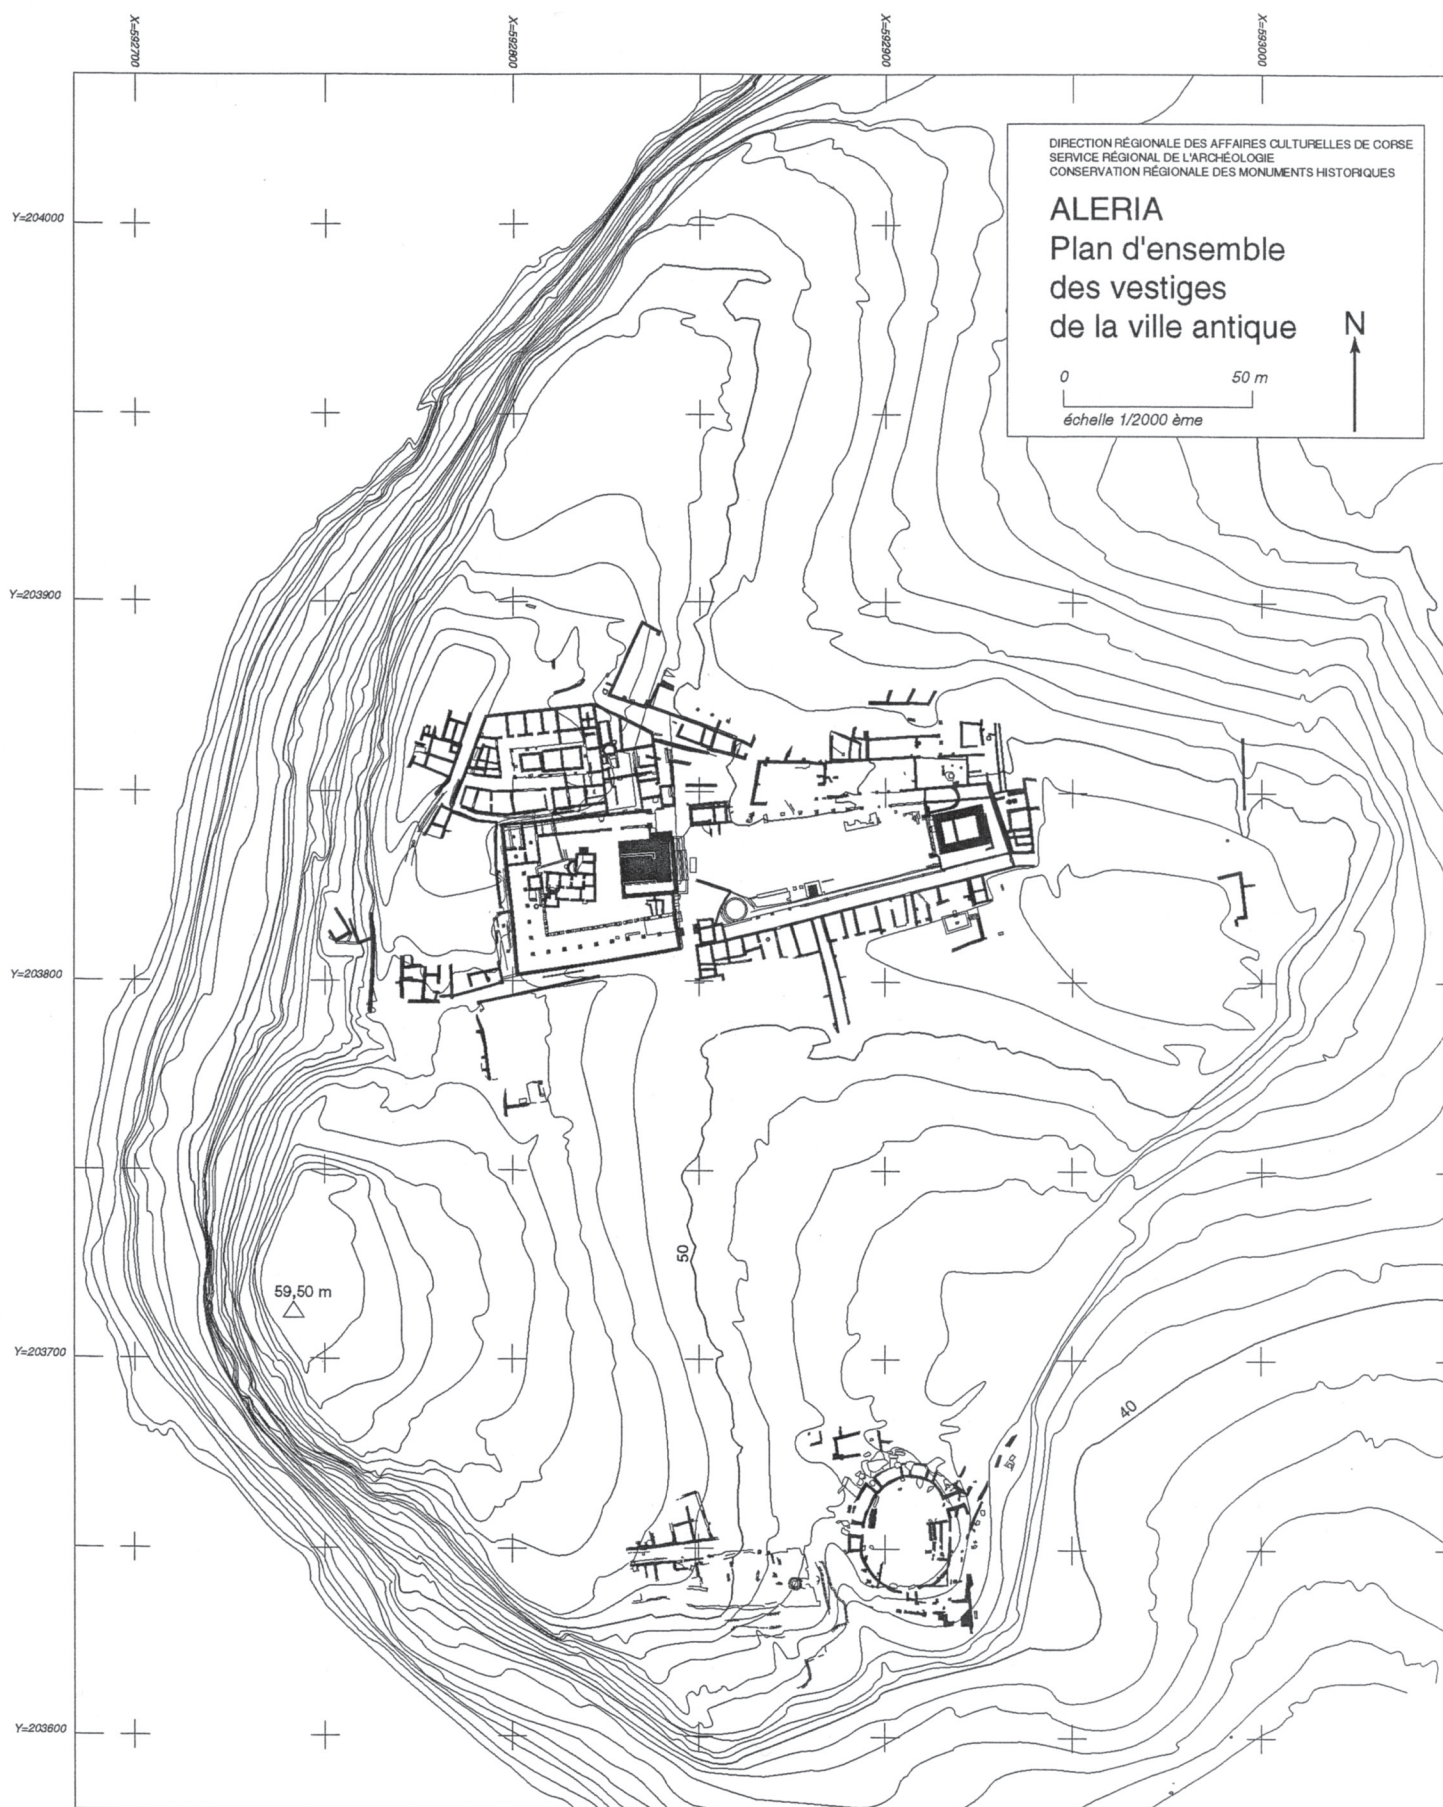 X=592700
X=592800
X=592900
X=593000
DIRECTION RÉGIONALE DES AFFAIRES CULTURELLES DE CORSE
SERVICE RÉGIONAL DE L'ARCHÉOLOGIE
CONSERVATION RÉGIONALE DES MONUMENTS HISTORIQUES
ALERIA
Plan d'ensemble
des vestiges
de la ville antique
N
0 50 m
échelle 1/2000 ème
Y=204000
Y=203900
Y=203800
50
59,50 m
Y=203700
40
Y=203600